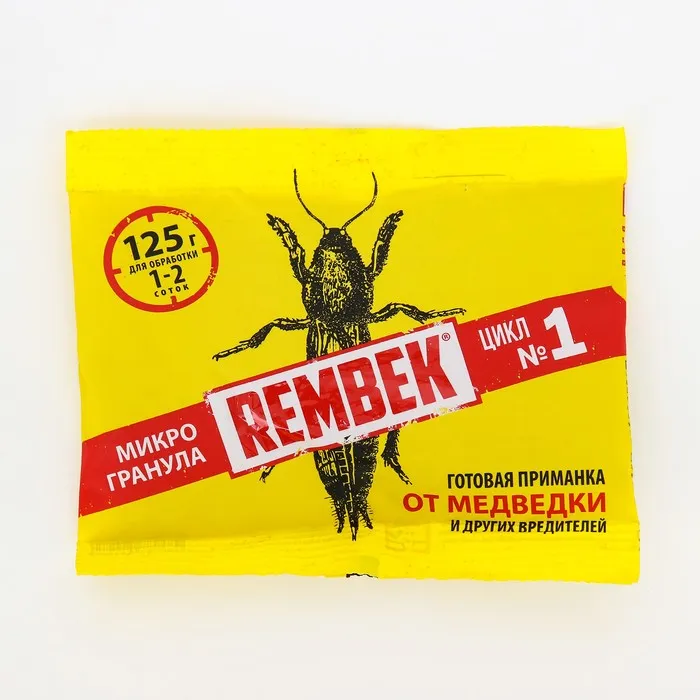 125 г
ДЛЯ ОБРАБОТКИ
1-2
СОТОК
ЦИКЛ
№1
REMBEK®
МИКРО
ГРАНУЛА
ГОТОВАЯ ПРИМАНКА
ОТ МЕДВЕДКИ
И ДРУГИХ ВРЕДИТЕЛЕЙ